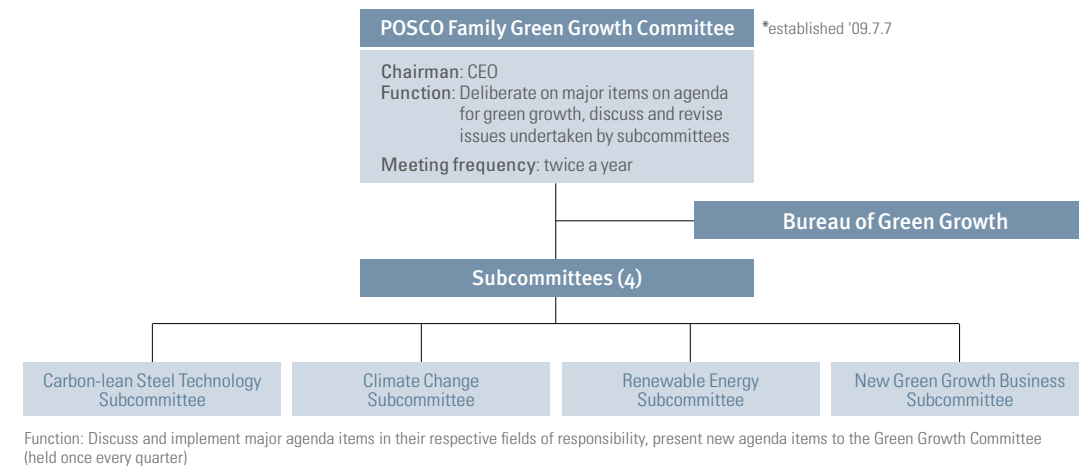 POSCO Family Green Growth Committee
*established '09.7.7
Chairman: CEO
Function: Deliberate on major items on agenda
for green growth, discuss and revise
issues undertaken by subcommittees
Meeting frequency: twice a year
Bureau of Green Growth
Subcommittees (4)
Carbon-lean Steel Technology
Subcommittee
Climate Change
Subcommittee
Renewable Energy
Subcommittee
New Green Growth Business
Subcommittee
Function: Discuss and implement major agenda items in their respective fields of responsibility, present new agenda items to the Green Growth Committee
(held once every quarter)